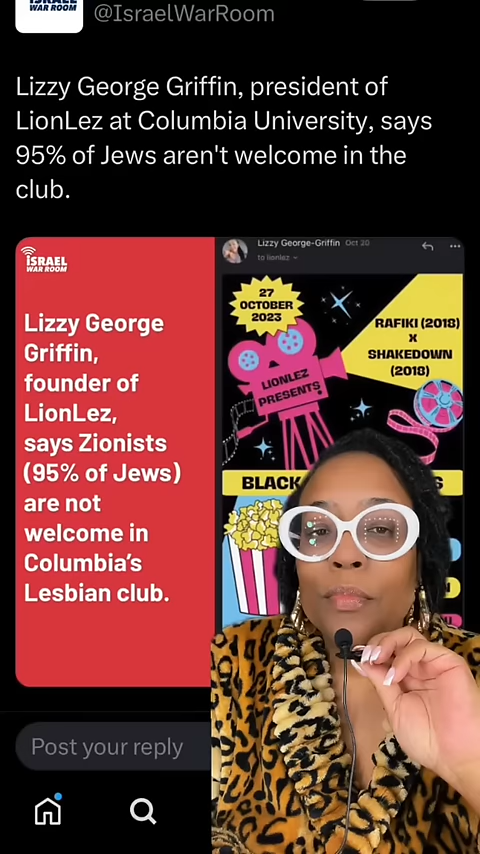 ISRAEL
WAR ROOM
@IsraelWarRoom
Lizzy George Griffin, president of
LionLez at Columbia University, says
95% of Jews aren't welcome in the
club.
ISRAEL
WAR ROOM
Lizzy George
Griffin,
founder of
LionLez,
says Zionists
(95% of Jews)
are not
welcome in
Columbia's
Lesbian club.
Lizzy George-Griffin Oct 20
to lionlez
27
OCTOBER
2023
RAFIKI (2018)
X
SHAKEDOWN
(2018)
LIONLEZ
PRESENTS
BLACK
Post your reply